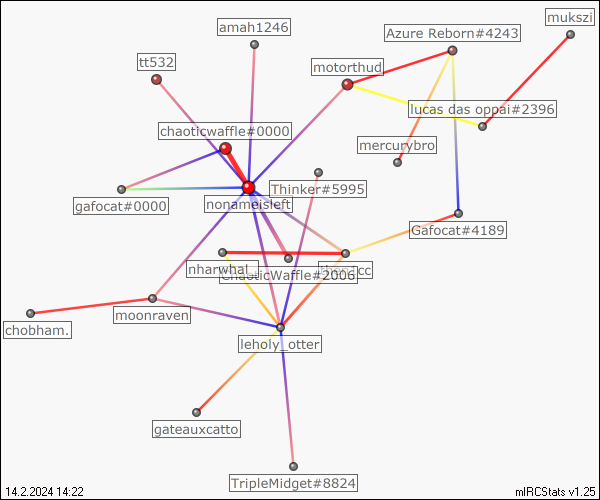 mukszi
amah1246
Azure Reborn#4243
tt532
motorthud
lucas das oppai#2396
chaoticwaffle#0000
mercurybro
Thinker#5995
gafocat#0000
nonameisleft
Gafocat#4189
nharwhal_
ChaoticWaffle#2006
moonraven
chobham.
leholy_otter
gateauxcatto
TripleMidget#8824
14.2.2024 14:22
mIRCStats v1.25